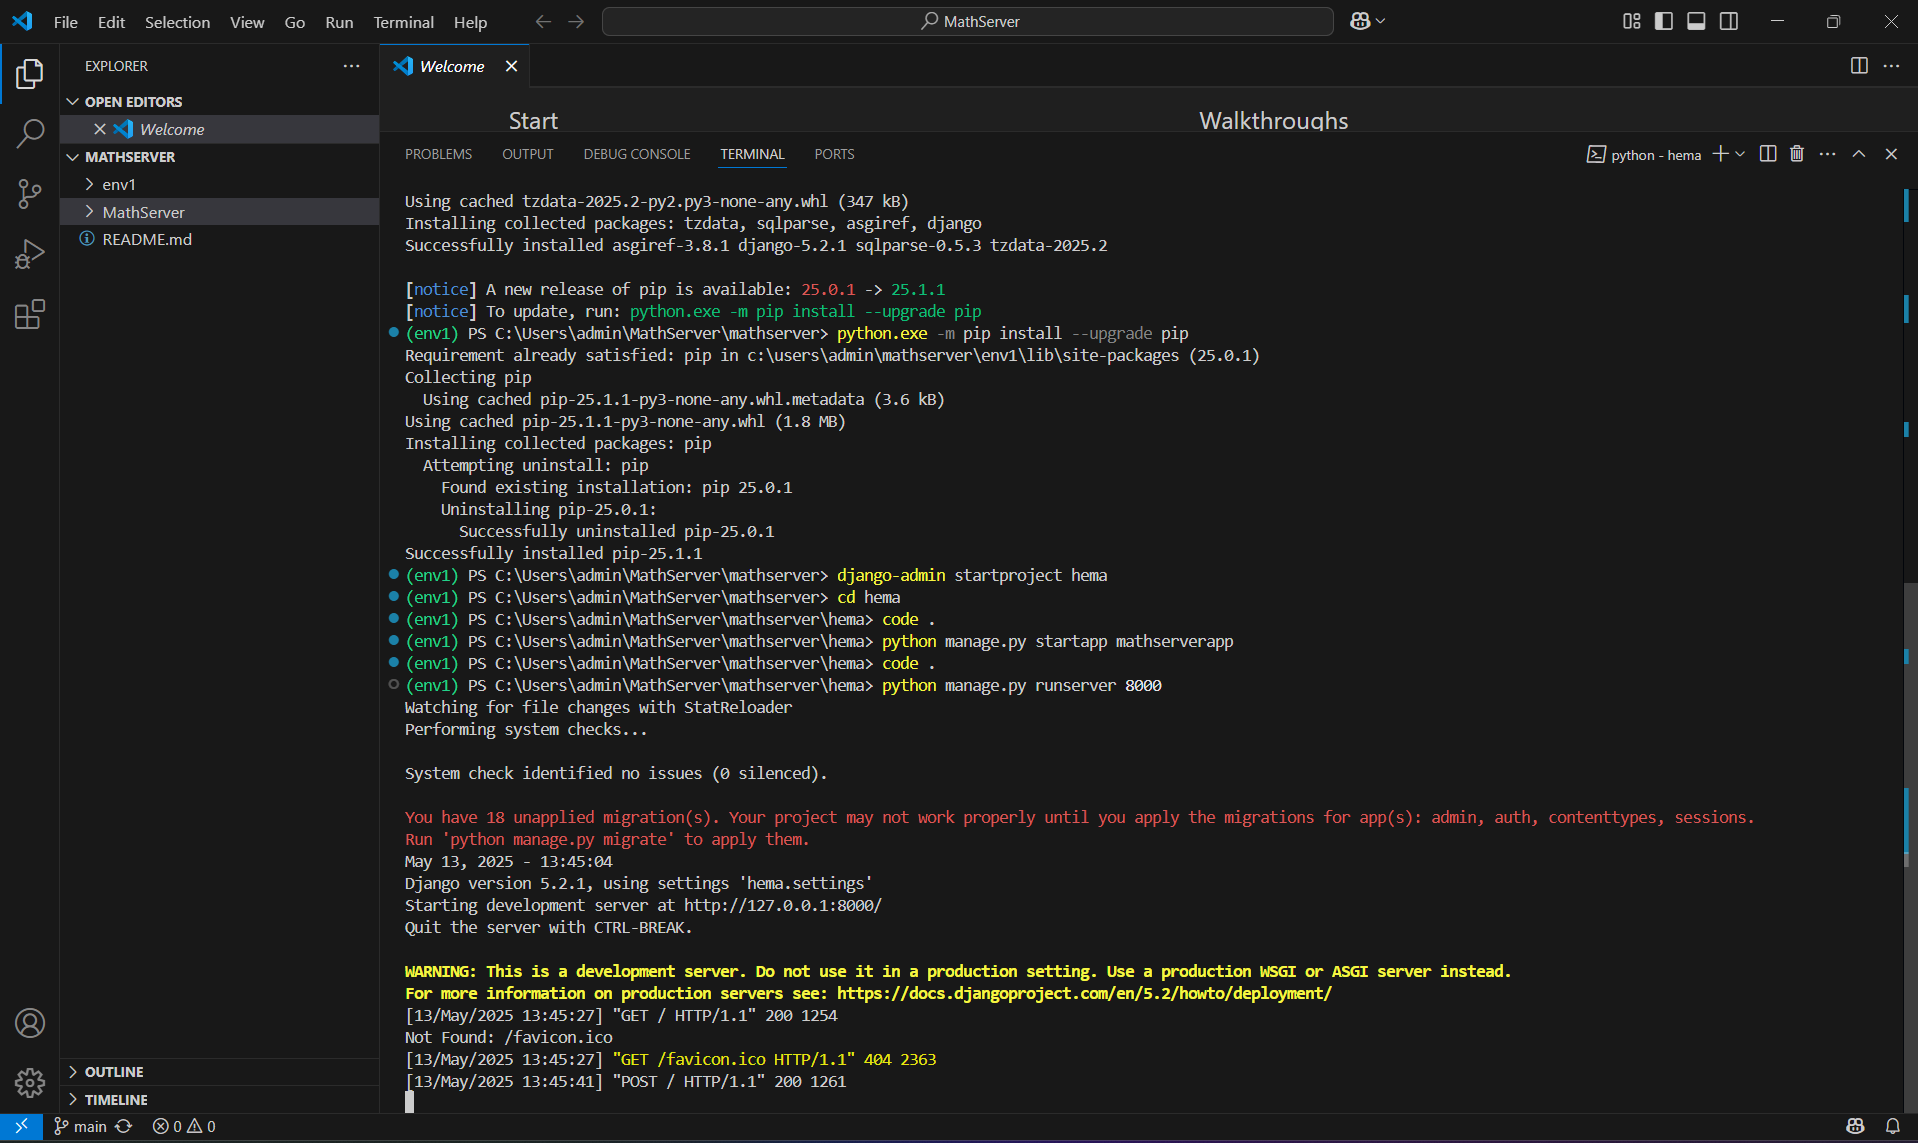 File Edit Selection View Go Run Terminal Help
MathServer
EXPLORER
OPEN EDITORS
Welcome
MATHSERVER
env1
MathServer
README.md
OUTLINE
TIMELINE
Welcome
Start
Walkthroughs
PROBLEMS OUTPUT DEBUG CONSOLE TERMINAL PORTS
python - hema
Using cached tzdata-2025.2-py2.py3-none-any.whl (347 kB)
Installing collected packages: tzdata, sqlparse, asgiref, django
Successfully installed asgiref-3.8.1 django-5.2.1 sqlparse-0.5.3 tzdata-2025.2
[notice] A new release of pip is available: 25.0.1 -> 25.1.1
[notice] To update, run: python.exe -m pip install --upgrade pip
(env1) PS C:\Users\admin\MathServer\mathserver> python.exe -m pip install --upgrade pip
Requirement already satisfied: pip in c:\users\admin\mathserver\env1\lib\site-packages (25.0.1)
Collecting pip
Using cached pip-25.1.1-py3-none-any.whl.metadata (3.6 kB)
Using cached pip-25.1.1-py3-none-any.whl (1.8 MB)
Installing collected packages: pip
Attempting uninstall: pip
Found existing installation: pip 25.0.1
Uninstalling pip-25.0.1:
Successfully uninstalled pip-25.0.1
Successfully installed pip-25.1.1
(env1) PS C:\Users\admin\MathServer\mathserver> django-admin startproject hema
(env1) PS C:\Users\admin\MathServer\mathserver> cd hema
(env1) PS C:\Users\admin\MathServer\mathserver\hema> code .
(env1) PS C:\Users\admin\MathServer\mathserver\hema> python manage.py startapp mathserverapp
(env1) PS C:\Users\admin\MathServer\mathserver\hema> code .
(env1) PS C:\Users\admin\MathServer\mathserver\hema> python manage.py runserver 8000
Watching for file changes with StatReloader
Performing system checks...
System check identified no issues (0 silenced).
You have 18 unapplied migration(s). Your project may not work properly until you apply the migrations for app(s): admin, auth, contenttypes, sessions.
Run 'python manage.py migrate' to apply them.
May 13, 2025 - 13:45:04
Django version 5.2.1, using settings 'hema.settings'
Starting development server at http://127.0.0.1:8000/
Quit the server with CTRL-BREAK.
WARNING: This is a development server. Do not use it in a production setting. Use a production WSGI or ASGI server instead.
For more information on production servers see: https://docs.djangoproject.com/en/5.2/howto/deployment/
[13/May/2025 13:45:27] "GET / HTTP/1.1" 200 1254
Not Found: /favicon.ico
[13/May/2025 13:45:27] "GET /favicon.ico HTTP/1.1" 404 2363
[13/May/2025 13:45:41] "POST / HTTP/1.1" 200 1261
main 0 0